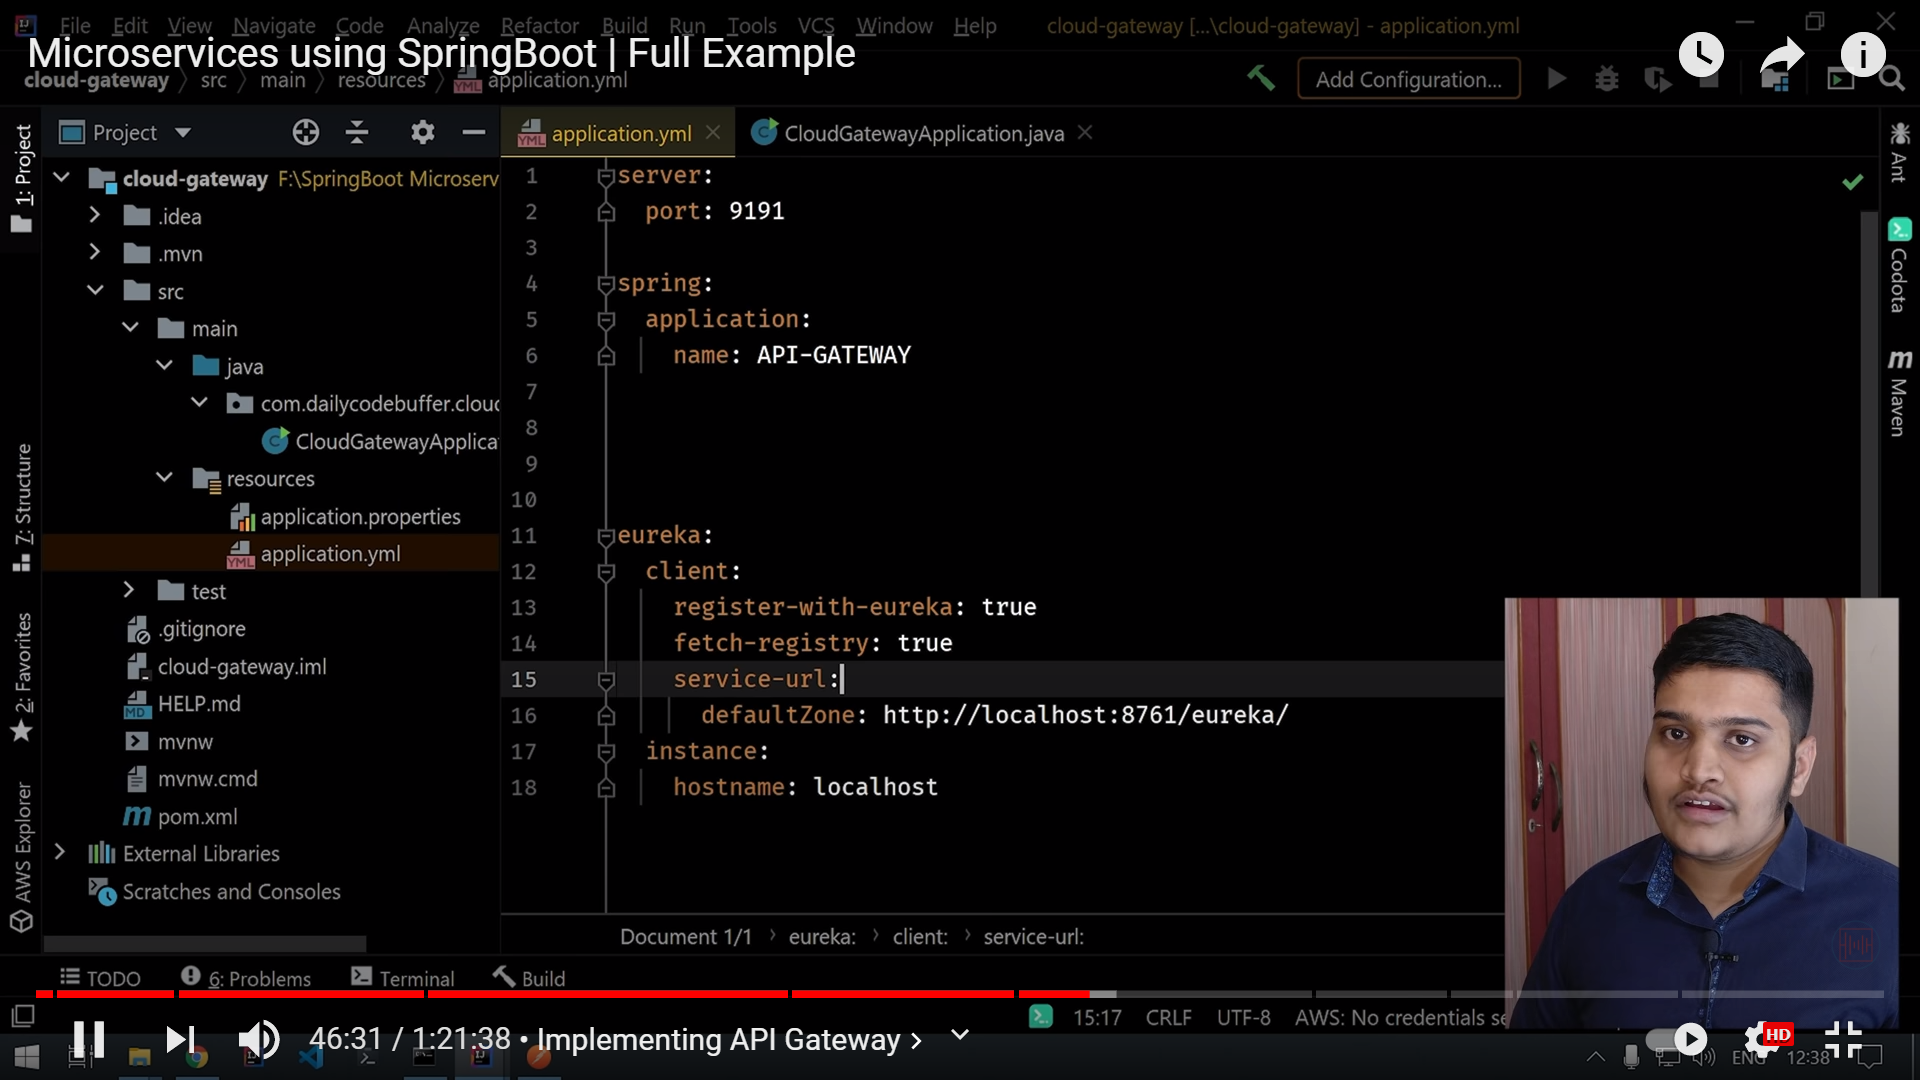 File Edit View Navigate Code Analyze Refactor Build Run Tools VCS Window Help cloud-gateway [...\cloud-gateway] - application.yml
Microservices using SpringBoot | Full Example
cloud-gateway src main resources application.yml
Add Configuration...
Project
application.yml
CloudGatewayApplication.java
1: Project
7: Structure
2: Favorites
AWS Explorer
cloud-gateway F:\SpringBoot Microserv
.idea
.mvn
src
main
java
com.dailycodebuffer.cloud
CloudGatewayApplica
resources
application.properties
application.yml
test
.gitignore
cloud-gateway.iml
HELP.md
mvnw
mvnw.cmd
pom.xml
External Libraries
Scratches and Consoles
1 server:
2 port: 9191
3
4 spring:
5 application:
6 name: API-GATEWAY
7
8
9
10
11 eureka:
12 client:
13 register-with-eureka: true
14 fetch-registry: true
15 service-url:
16 defaultZone: http://localhost:8761/eureka/
17 instance:
18 hostname: localhost
Ant
Codota
Maven
Document 1/1 › eureka: › client: › service-url:
TODO 6: Problems Terminal Build
15:17 CRLF UTF-8 AWS: No credentials se
46:31 / 1:21:38 • Implementing API Gateway ›
HD
ENG 12:38